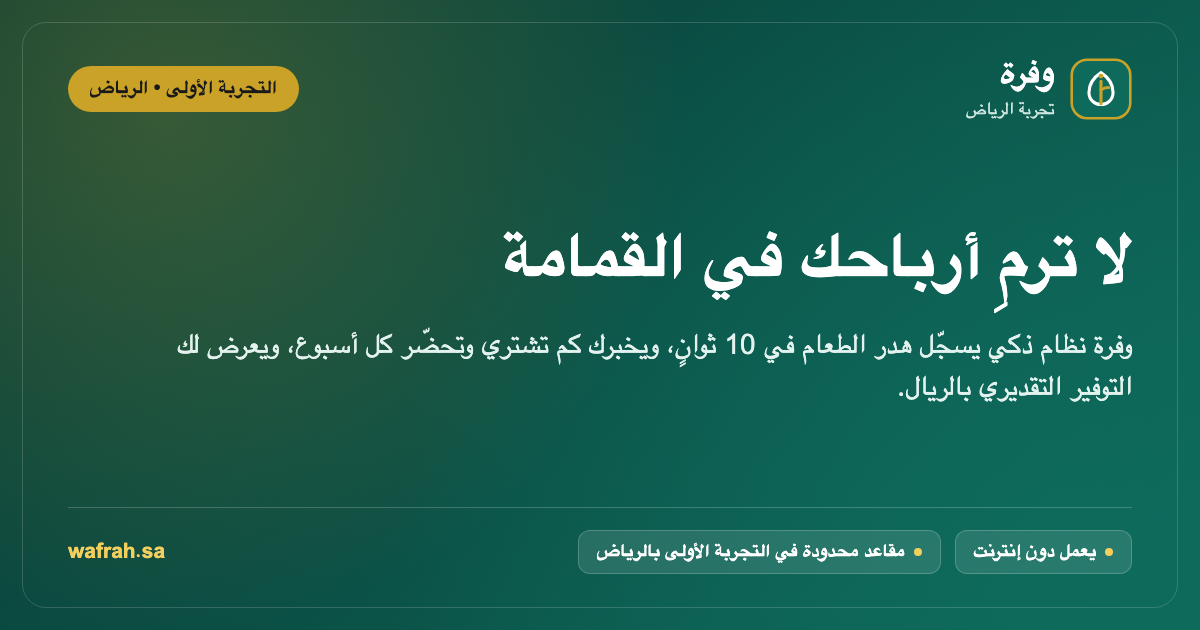 وفرة
تجربة الرياض
التجربة الأولى • الرياض
لا ترمِ أرباحك في القمامة
وفرة نظام ذكي يسجّل هدر الطعام في 10 ثوانٍ، ويخبرك كم تشتري وتحضّر كل أسبوع، ويعرض لك
التوفير التقديري بالريال.
يعمل دون إنترنت
مقاعد محدودة في التجربة الأولى بالرياض
wafrah.sa